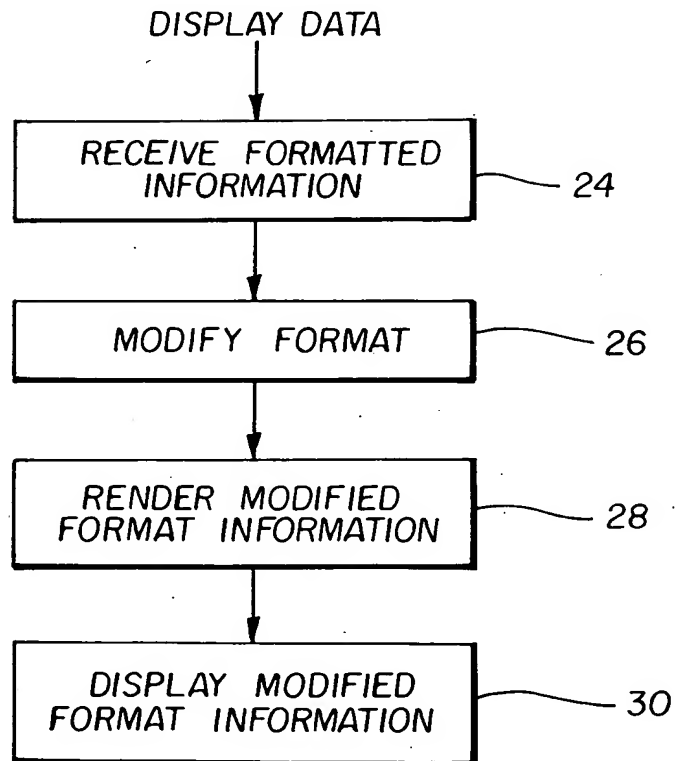 DISPLAY DATA
RECEIVE FORMATTED
INFORMATION
24
MODIFY FORMAT
26
RENDER MODIFIED
FORMAT INFORMATION
28
DISPLAY MODIFIED
FORMAT INFORMATION
30